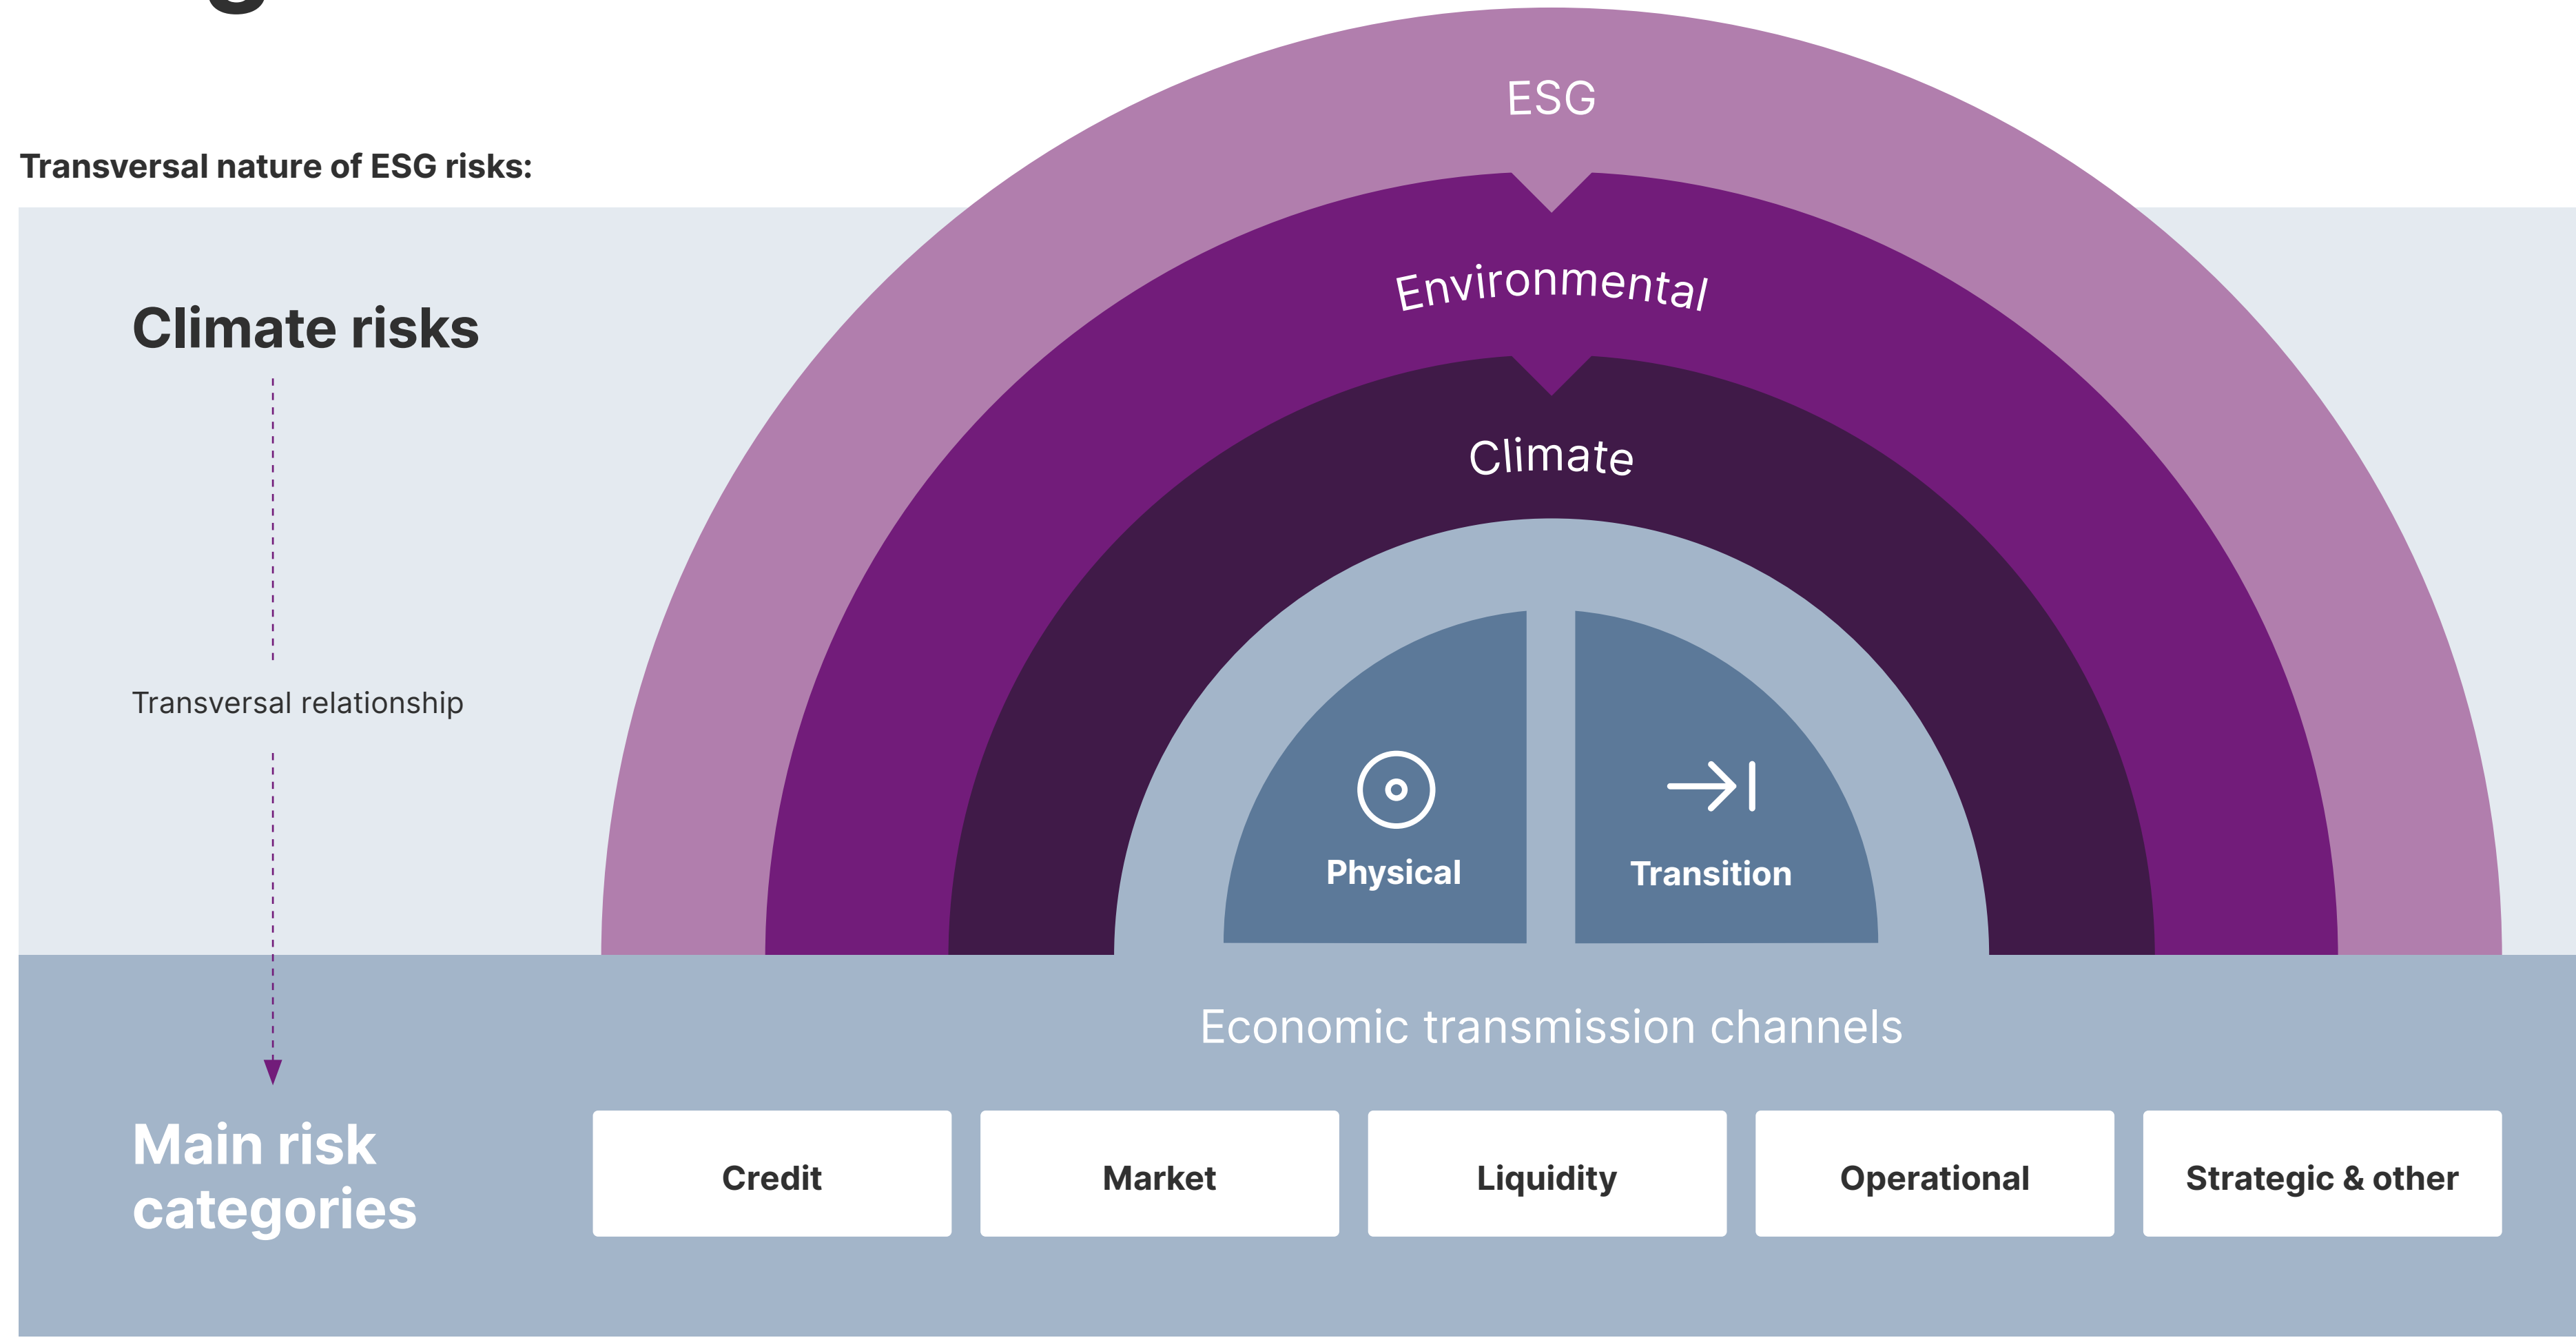 Transversal nature of ESG risks:
ESG
Environmental
Climate
Climate risks
Transversal relationship
Physical
Transition
Economic transmission channels
Main risk
categories
Credit
Market
Liquidity
Operational
Strategic & other